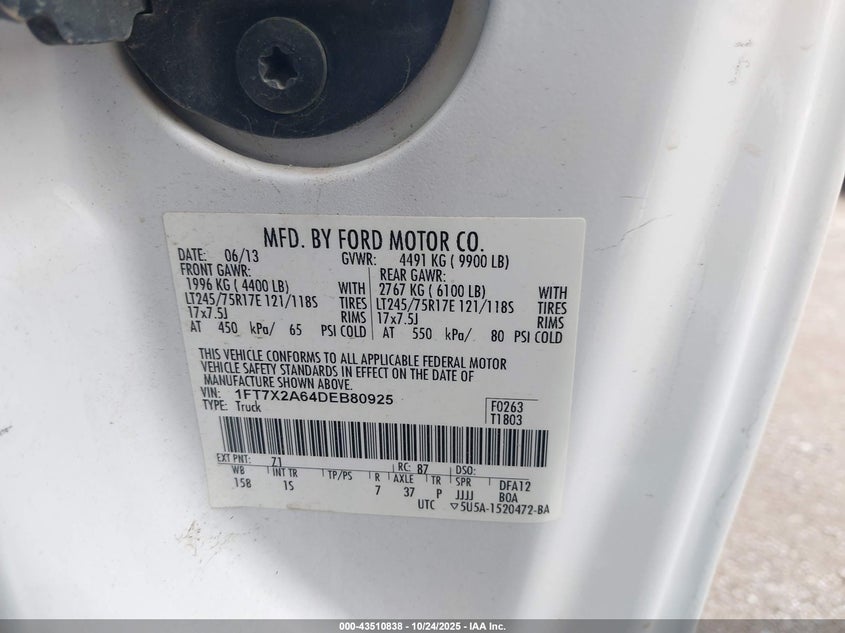 MFD. BY FORD MOTOR CO.
DATE: 06/13 GVWR: 4491 KG ( 9900 LB)
FRONT GAWR: REAR GAWR:
1996 KG ( 4400 LB) WITH 2767 KG ( 6100 LB) WITH
LT245/75R17E 121/118S TIRES LT245/75R17E 121/118S TIRES
17x7.5J RIMS 17x7.5J RIMS
AT 450 kPa/ 65 PSI COLD AT 550 kPa/ 80 PSI COLD
THIS VEHICLE CONFORMS TO ALL APPLICABLE FEDERAL MOTOR
VEHICLE SAFETY STANDARDS IN EFFECT ON THE DATE OF
MANUFACTURE SHOWN ABOVE.
VIN: 1FT7X2A64DEB80925
TYPE: Truck
F0263
T1803
EXT PNT: Z1 RC: 87 DSO:
WB INT TR TP/PS R AXLE TR SPR DFA12
158 1S 7 37 P JJJJ BOA
UTC ▽5U5A-1520472-BA
000-43510838 - 10/24/2025 - IAA Inc.